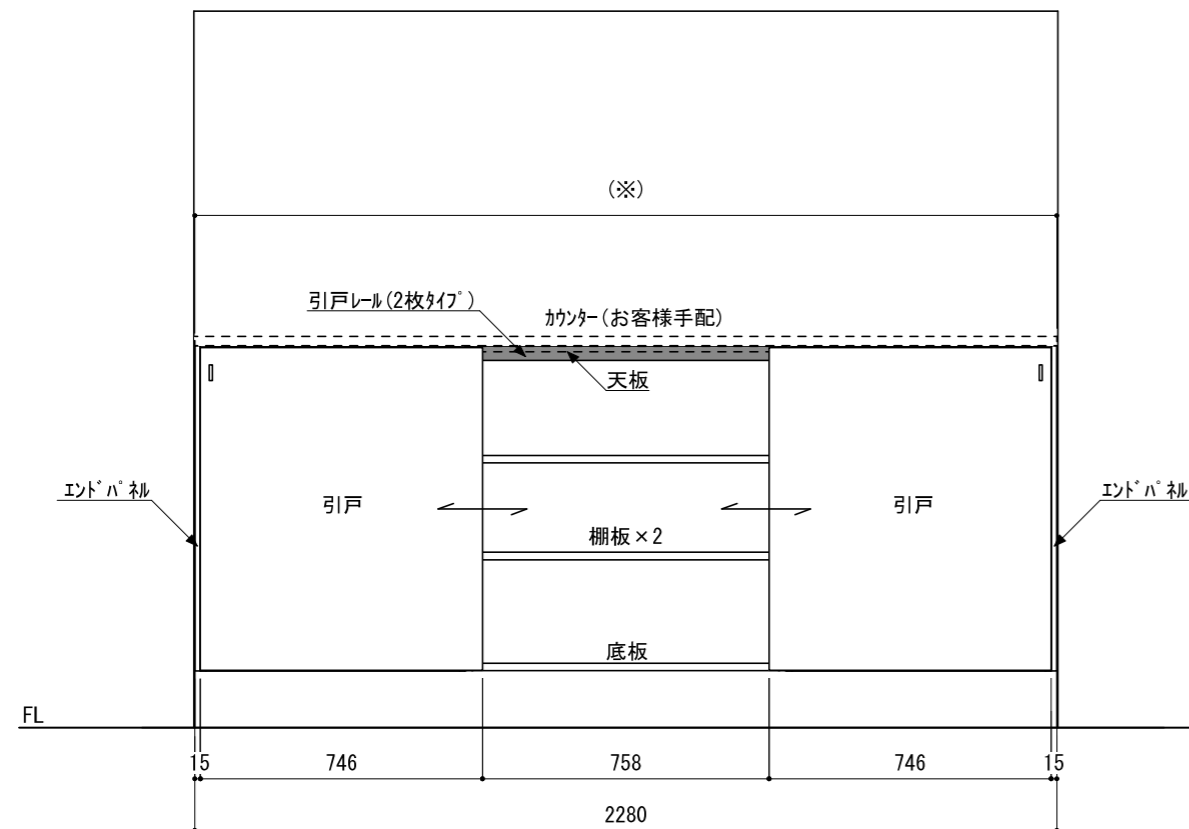 (※)
引戸ﾚｰﾙ(2枚ﾀｲﾌﾟ)
ｶｳﾝﾀｰ(お客様手配)
天板
ｴﾝﾄﾞﾊﾟﾈﾙ
引戸
引戸
ｴﾝﾄﾞﾊﾟﾈﾙ
棚板×2
底板
FL
15 746 758 746 15
2280